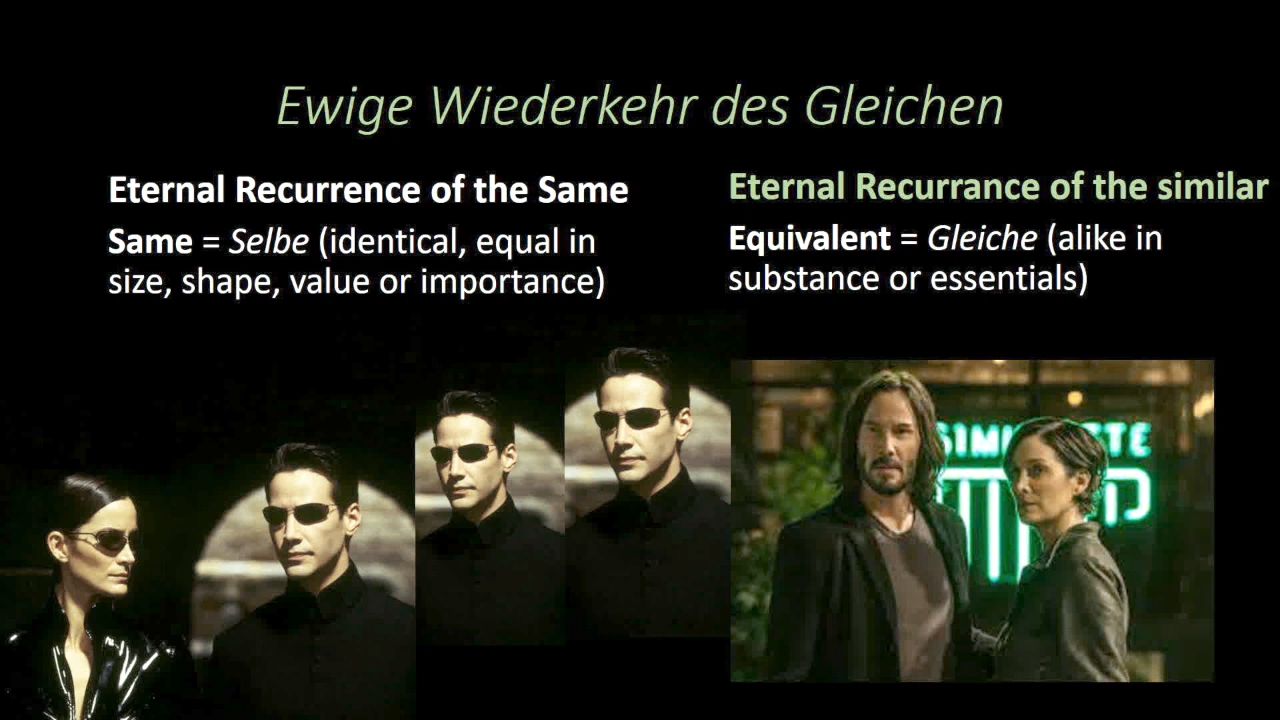 Ewige Wiederkehr des Gleichen
Eternal Recurrence of the Same
Same = Selbe (identical, equal in
size, shape, value or importance)
Eternal Recurrance of the similar
Equivalent = Gleiche (alike in
substance or essentials)